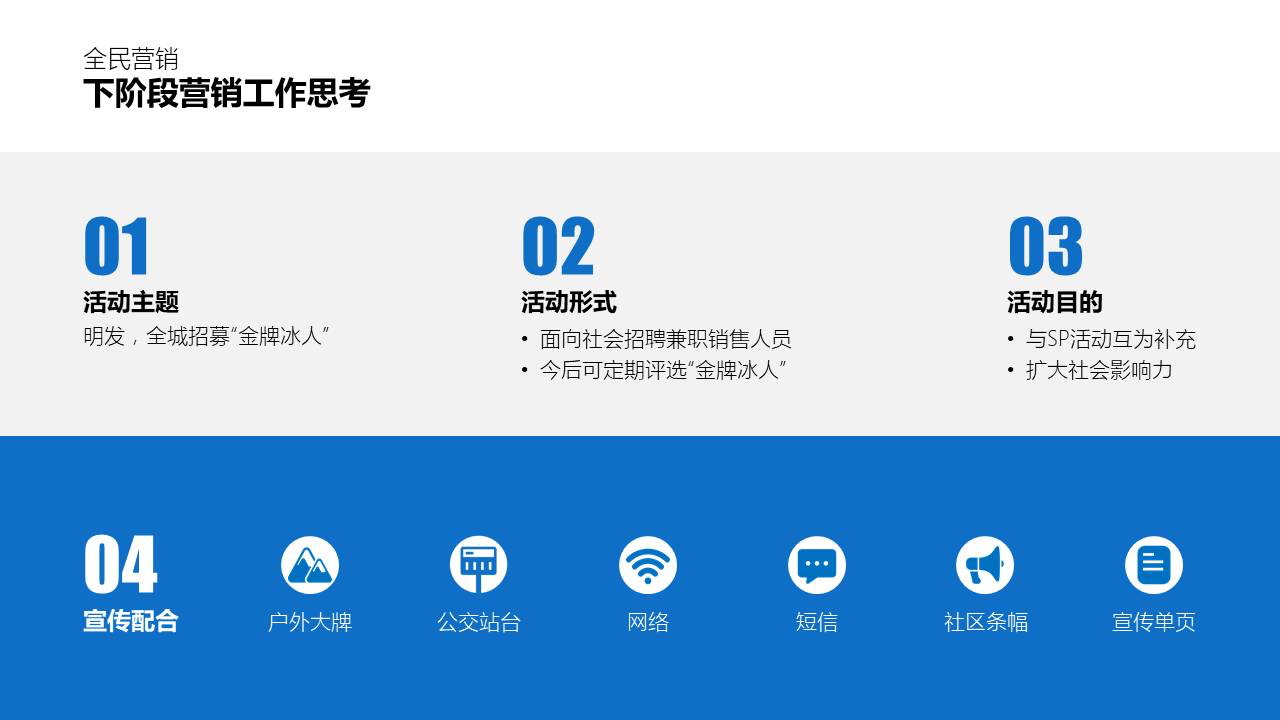 全民营销
下阶段营销工作思考
01
活动主题
明发，全城招募“金牌冰人”
02
活动形式
• 面向社会招聘兼职销售人员
• 今后可定期评选“金牌冰人”
03
活动目的
• 与SP活动互为补充
• 扩大社会影响力
04
宣传配合
户外大牌
公交站台
网络
短信
社区条幅
宣传单页